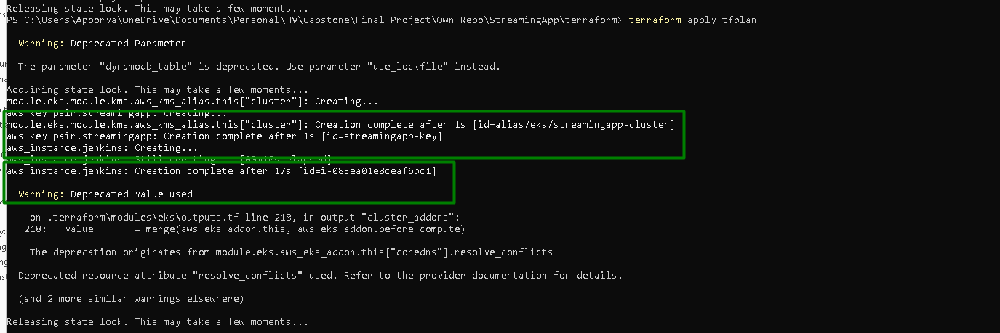 Releasing state lock. This may take a few moments...
PS C:\Users\Apoorva\OneDrive\Documents\Personal\HV\Capstone\Final Project\Own_Repo\StreamingApp\terraform> terraform apply tfplan
Warning: Deprecated Parameter
The parameter "dynamodb_table" is deprecated. Use parameter "use_lockfile" instead.
Acquiring state lock. This may take a few moments...
module.eks.module.kms.aws_kms_alias.this["cluster"]: Creating...
aws_key_pair.streamingapp: Creating...
module.eks.module.kms.aws_kms_alias.this["cluster"]: Creation complete after 1s [id=alias/eks/streamingapp-cluster]
aws_key_pair.streamingapp: Creation complete after 1s [id=streamingapp-key]
aws_instance.jenkins: Creating...
aws_instance.jenkins: Still creating... [00m10s elapsed]
aws_instance.jenkins: Creation complete after 17s [id=i-083ea01e8ceaf6bc1]
Warning: Deprecated value used
on .terraform\modules\eks\outputs.tf line 218, in output "cluster_addons":
218: value = merge(aws_eks_addon.this, aws_eks_addon.before_compute)
The deprecation originates from module.eks.aws_eks_addon.this["coredns"].resolve_conflicts
Deprecated resource attribute "resolve_conflicts" used. Refer to the provider documentation for details.
(and 2 more similar warnings elsewhere)
Releasing state lock. This may take a few moments...